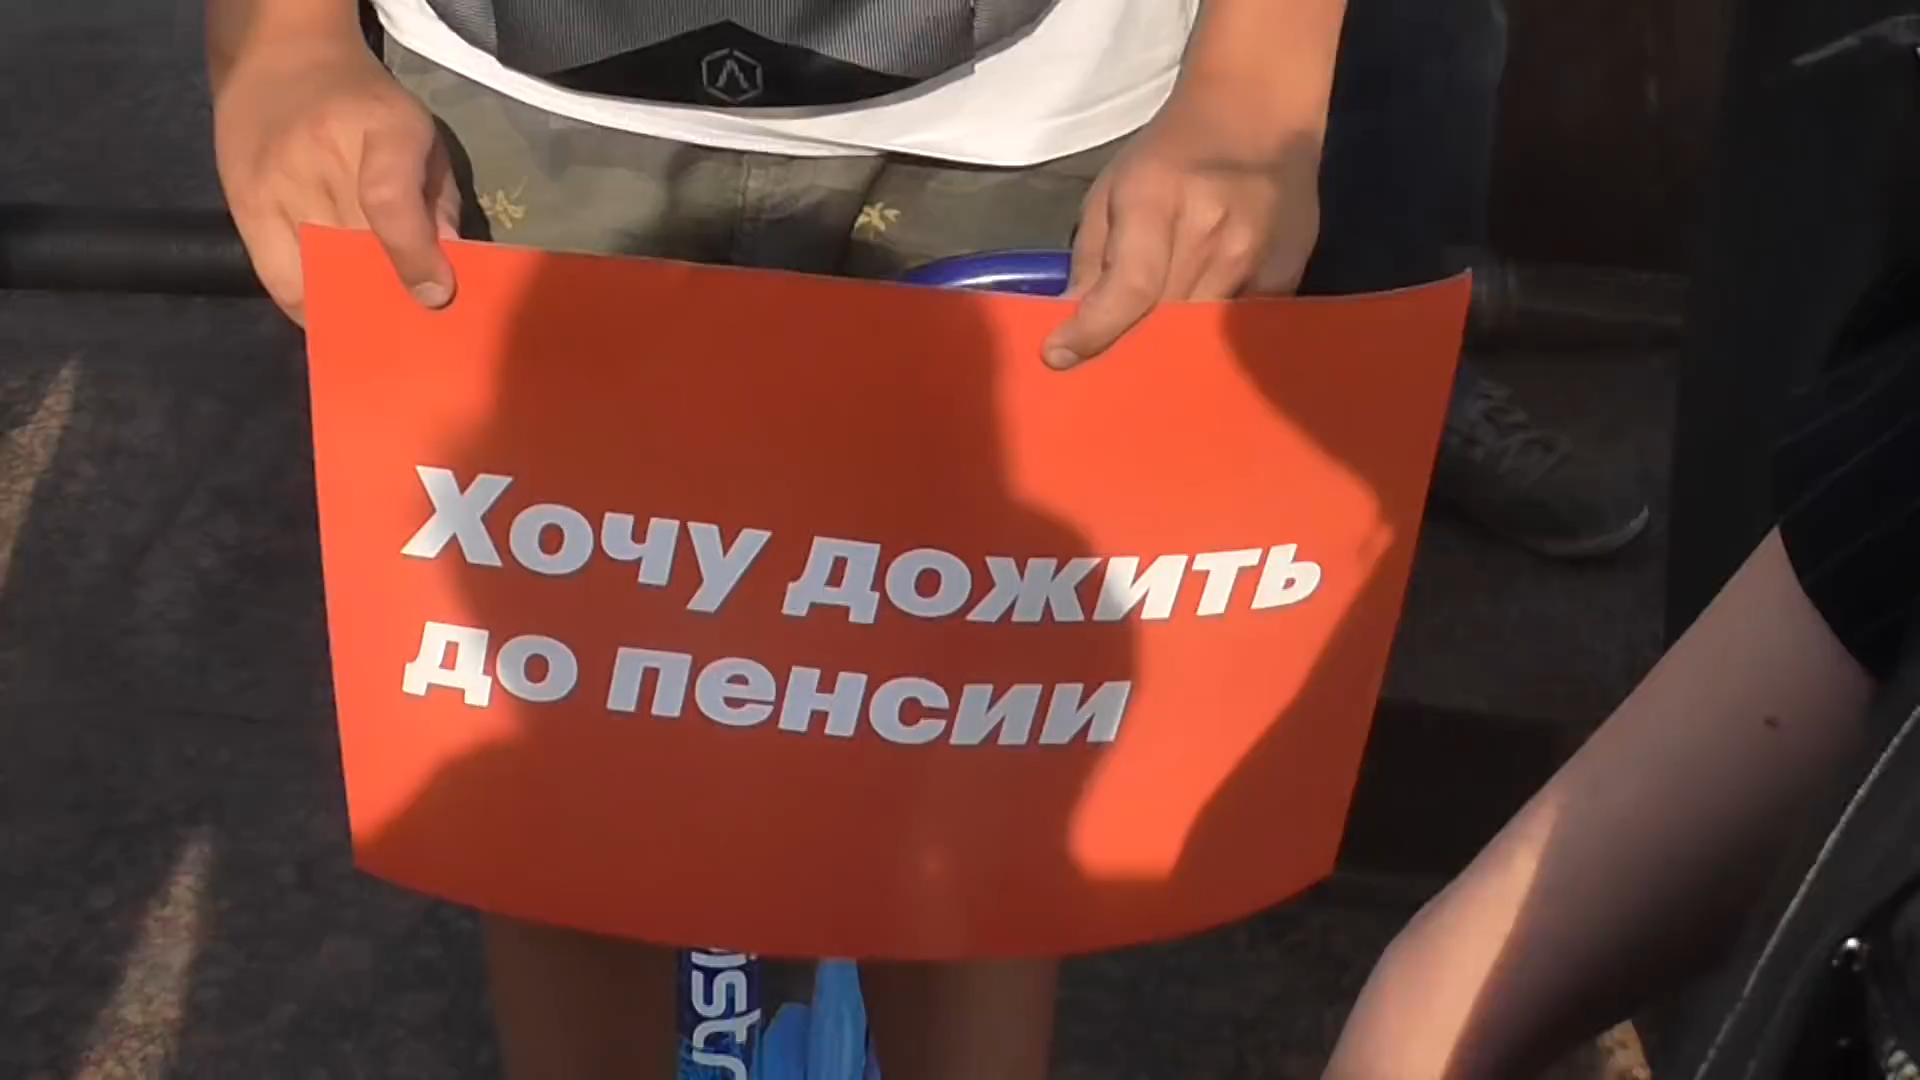 Хочу дожить
до пенсии